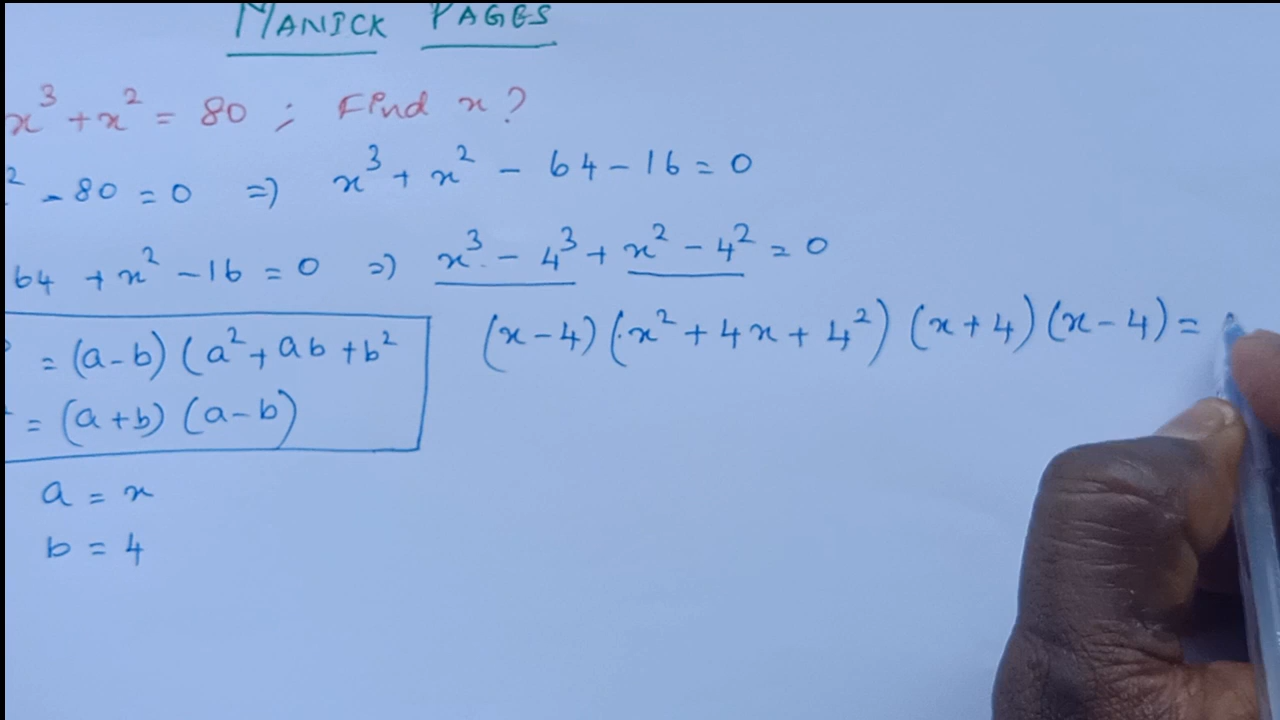 MANICK PAGES
x³ + x² = 80 ; Find x ?
² - 80 = 0 => x³ + x² - 64 - 16 = 0
64 + x² - 16 = 0 => x³ - 4³ + x² - 4² = 0
= (a-b) (a² + ab + b²
(x-4) (x² + 4x + 4²) (x+4) (x-4) =
= (a+b) (a-b)
a = x
b = 4